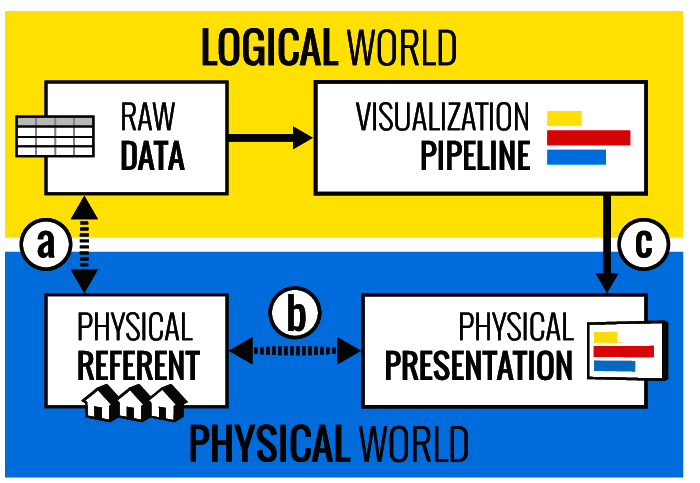 LOGICAL WORLD
RAW
DATA
VISUALIZATION
PIPELINE
a
c
PHYSICAL
REFERENT
b
PHYSICAL
PRESENTATION
PHYSICAL WORLD